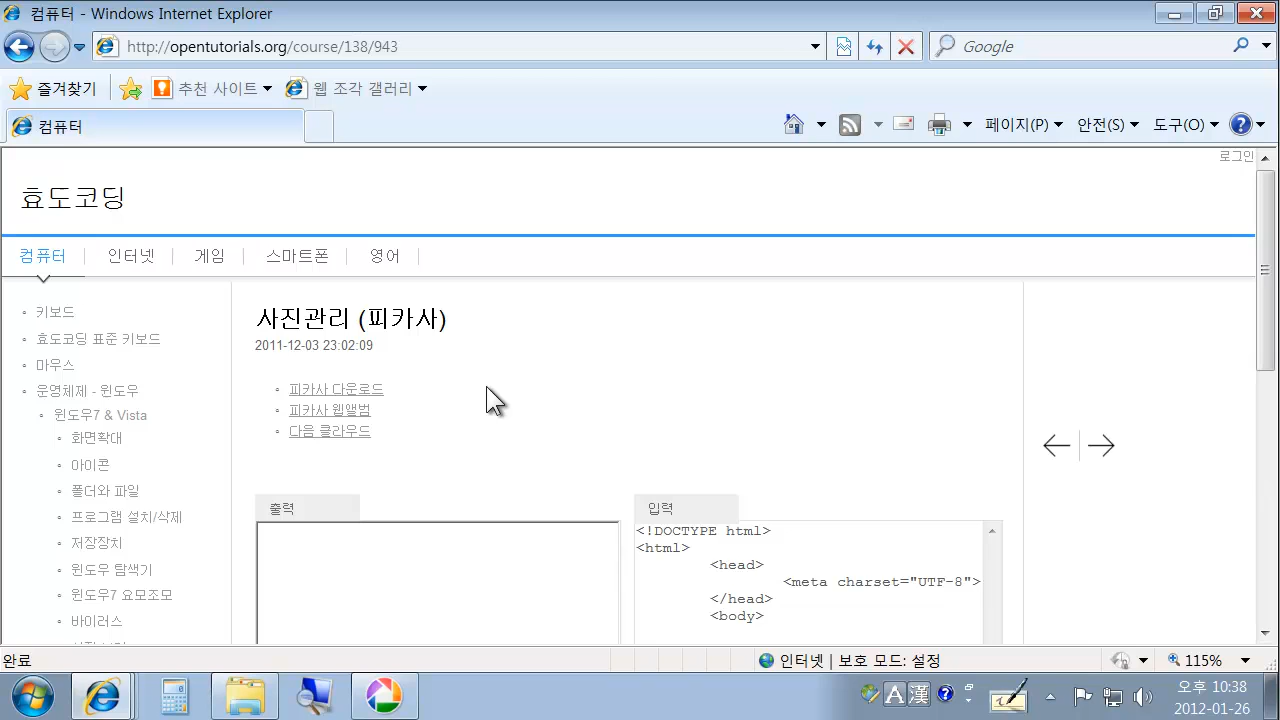 컴퓨터 - Windows Internet Explorer
http://opentutorials.org/course/138/943
Google
즐겨찾기
추천 사이트
웹 조각 갤러리
컴퓨터
페이지(P)
안전(S)
도구(O)
로그인
효도코딩
컴퓨터
인터넷
게임
스마트폰
영어
키보드
효도코딩 표준 키보드
마우스
운영체제 - 윈도우
윈도우7 & Vista
화면확대
아이콘
폴더와 파일
프로그램 설치/삭제
저장장치
윈도우 탐색기
윈도우7 요모조모
바이러스
사진관리 (피카사)
2011-12-03 23:02:09
피카사 다운로드
피카사 웹앨범
다음 클라우드
출력
입력
<!DOCTYPE html>
<html>
<head>
<meta charset="UTF-8">
</head>
<body>
완료
인터넷 | 보호 모드: 설정
115%
A 漢
오후 10:38
2012-01-26